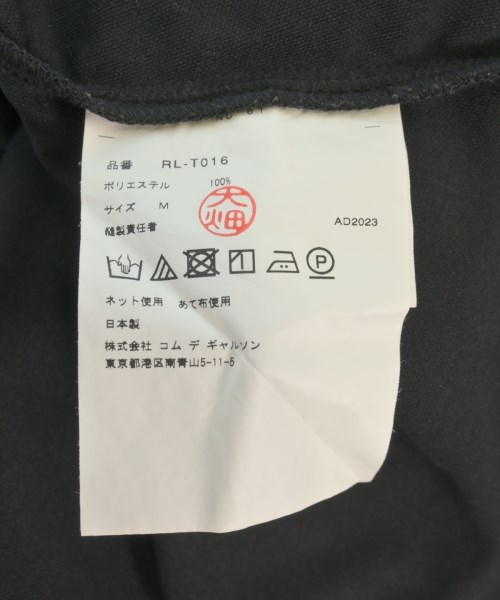 品番 RL-T016
ポリエステル 100%
サイズ M
大畑
縫製責任者
AD2023
ネット使用 あて布使用
日本製
株式会社 コム デ ギャルソン
東京都港区南青山5-11-5